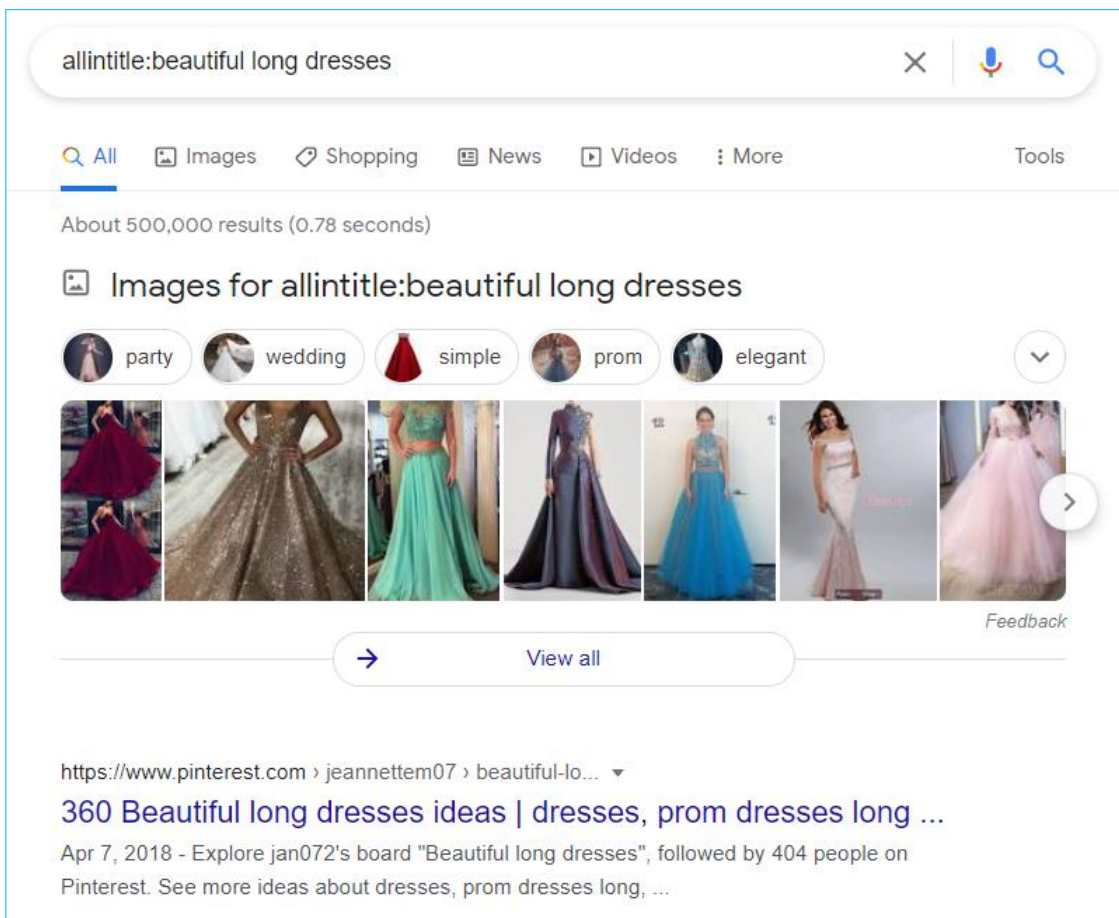 allintitle:beautiful long dresses
All Images Shopping News Videos More Tools
About 500,000 results (0.78 seconds)
Images for allintitle:beautiful long dresses
party wedding simple prom elegant
Feedback
View all
https://www.pinterest.com › jeannettem07 › beautiful-lo...
360 Beautiful long dresses ideas | dresses, prom dresses long ...
Apr 7, 2018 - Explore jan072's board "Beautiful long dresses", followed by 404 people on
Pinterest. See more ideas about dresses, prom dresses long, ...